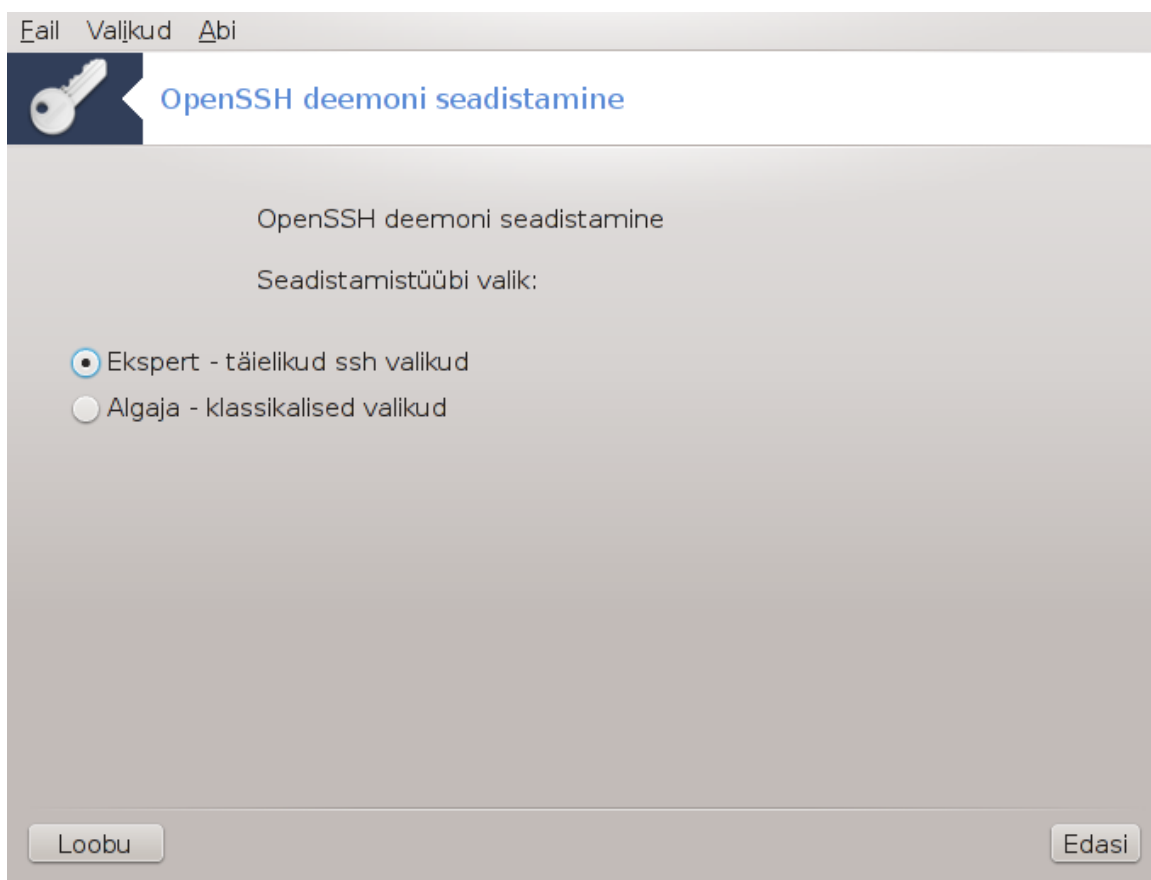 Fail Valikud Abi
OpenSSH deemoni seadistamine
OpenSSH deemoni seadistamine
Seadistamistüübi valik:
Ekspert - täielikud ssh valikud
Algaja - klassikalised valikud
Loobu Edasi